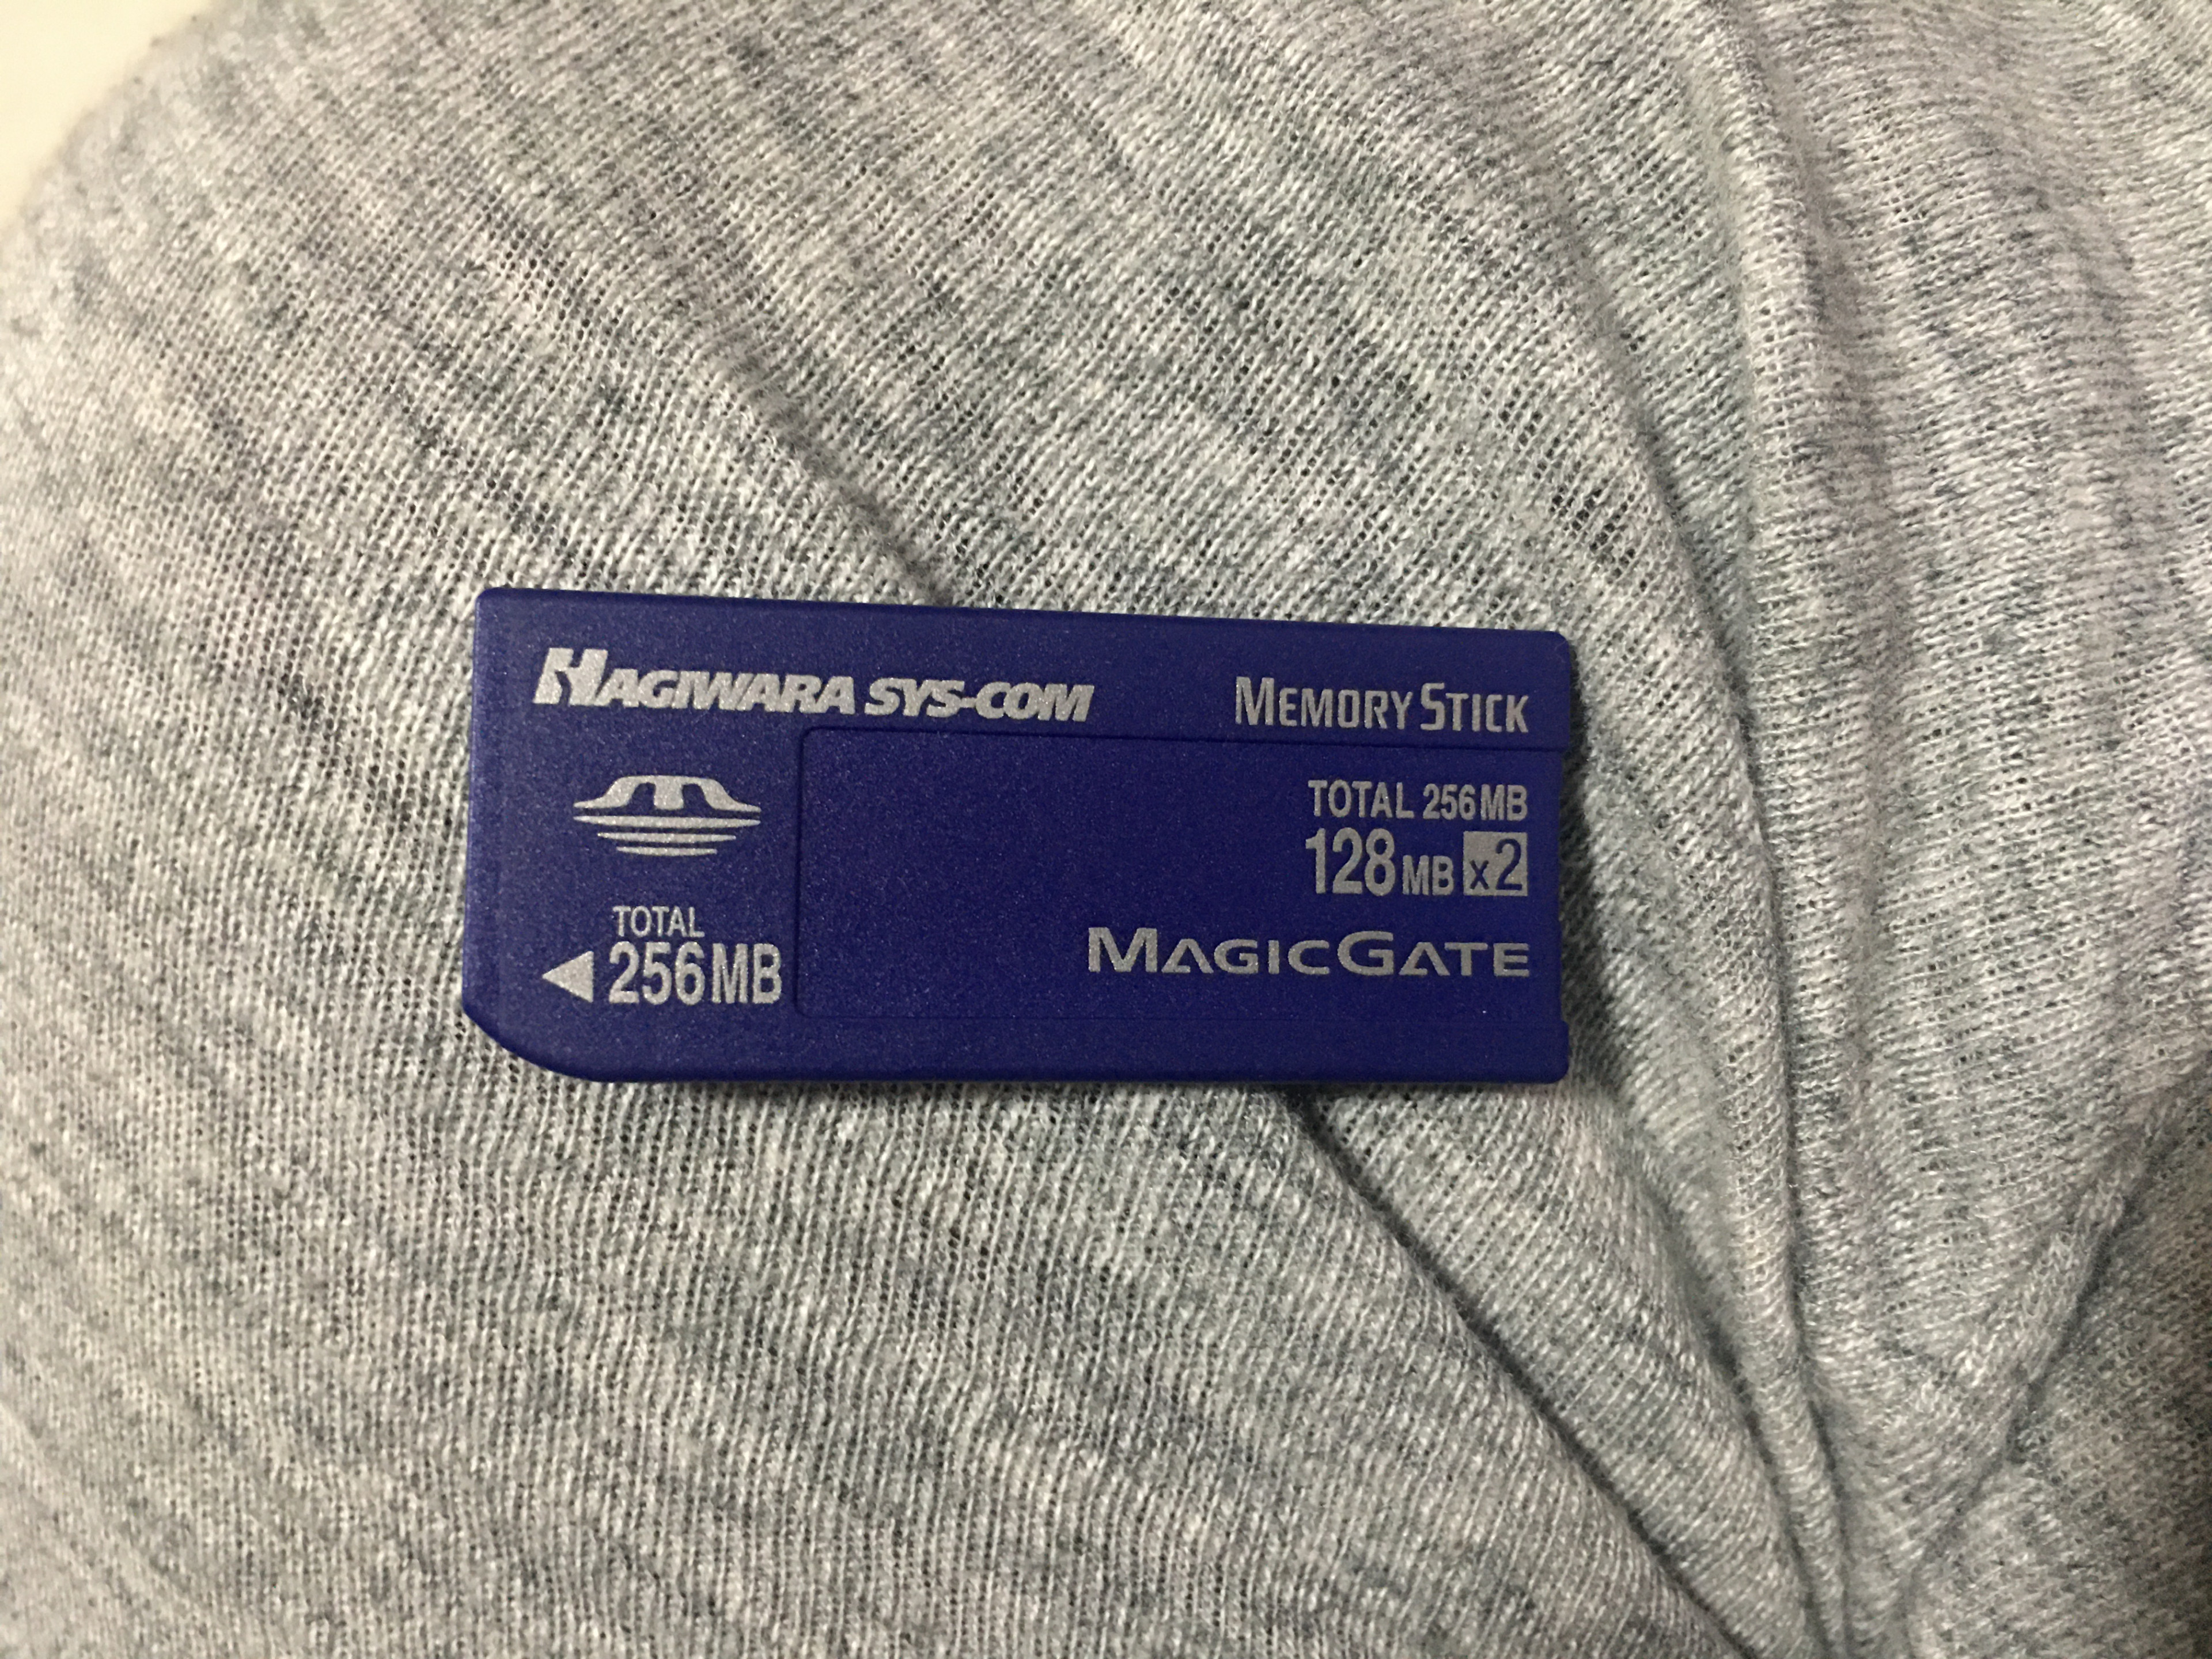 HAGIWARA SYS-COM
MEMORY STICK
TOTAL 256MB
128MB x2
TOTAL
256MB
MAGICGATE